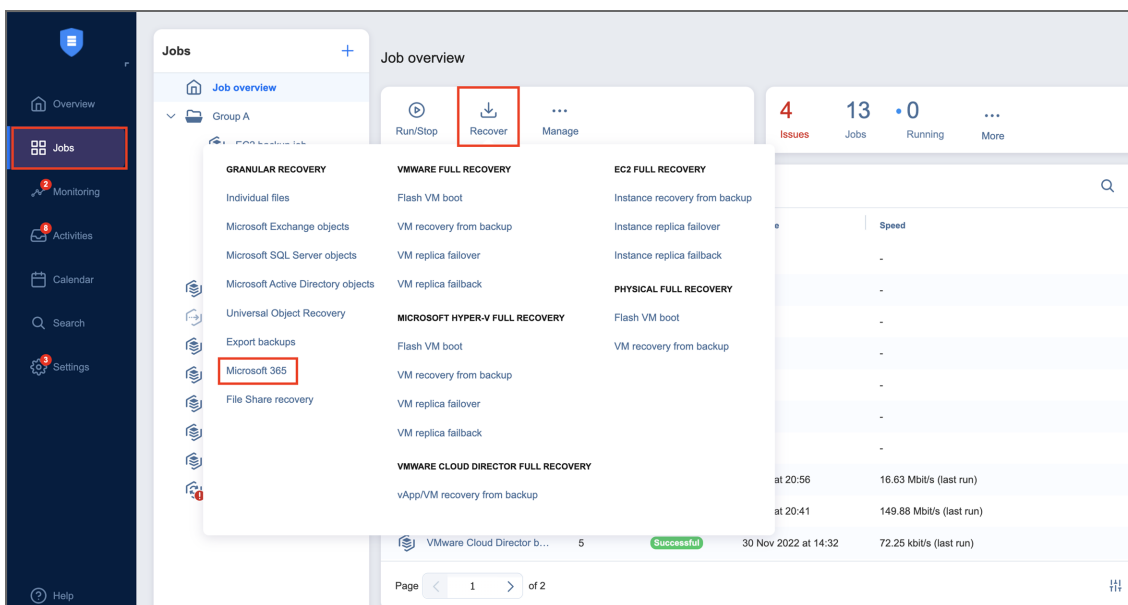 Overview
Jobs
2
Monitoring
8
Activities
Calendar
Search
3
Settings
Help
Jobs
+
Job overview
Group A
Job overview
Run/Stop
Recover
Manage
4
Issues
13
Jobs
0
Running
More
GRANULAR RECOVERY
Individual files
Microsoft Exchange objects
Microsoft SQL Server objects
Microsoft Active Directory objects
Universal Object Recovery
Export backups
Microsoft 365
File Share recovery
VMWARE FULL RECOVERY
Flash VM boot
VM recovery from backup
VM replica failover
VM replica failback
MICROSOFT HYPER-V FULL RECOVERY
Flash VM boot
VM recovery from backup
VM replica failover
VM replica failback
VMWARE CLOUD DIRECTOR FULL RECOVERY
vApp/VM recovery from backup
EC2 FULL RECOVERY
Instance recovery from backup
Instance replica failover
Instance replica failback
PHYSICAL FULL RECOVERY
Flash VM boot
VM recovery from backup
Speed
-
-
-
-
-
-
-
at 20:56 16.63 Mbit/s (last run)
at 20:41 149.88 Mbit/s (last run)
VMware Cloud Director b... 5 Successful 30 Nov 2022 at 14:32 72.25 kbit/s (last run)
Page 1 of 2